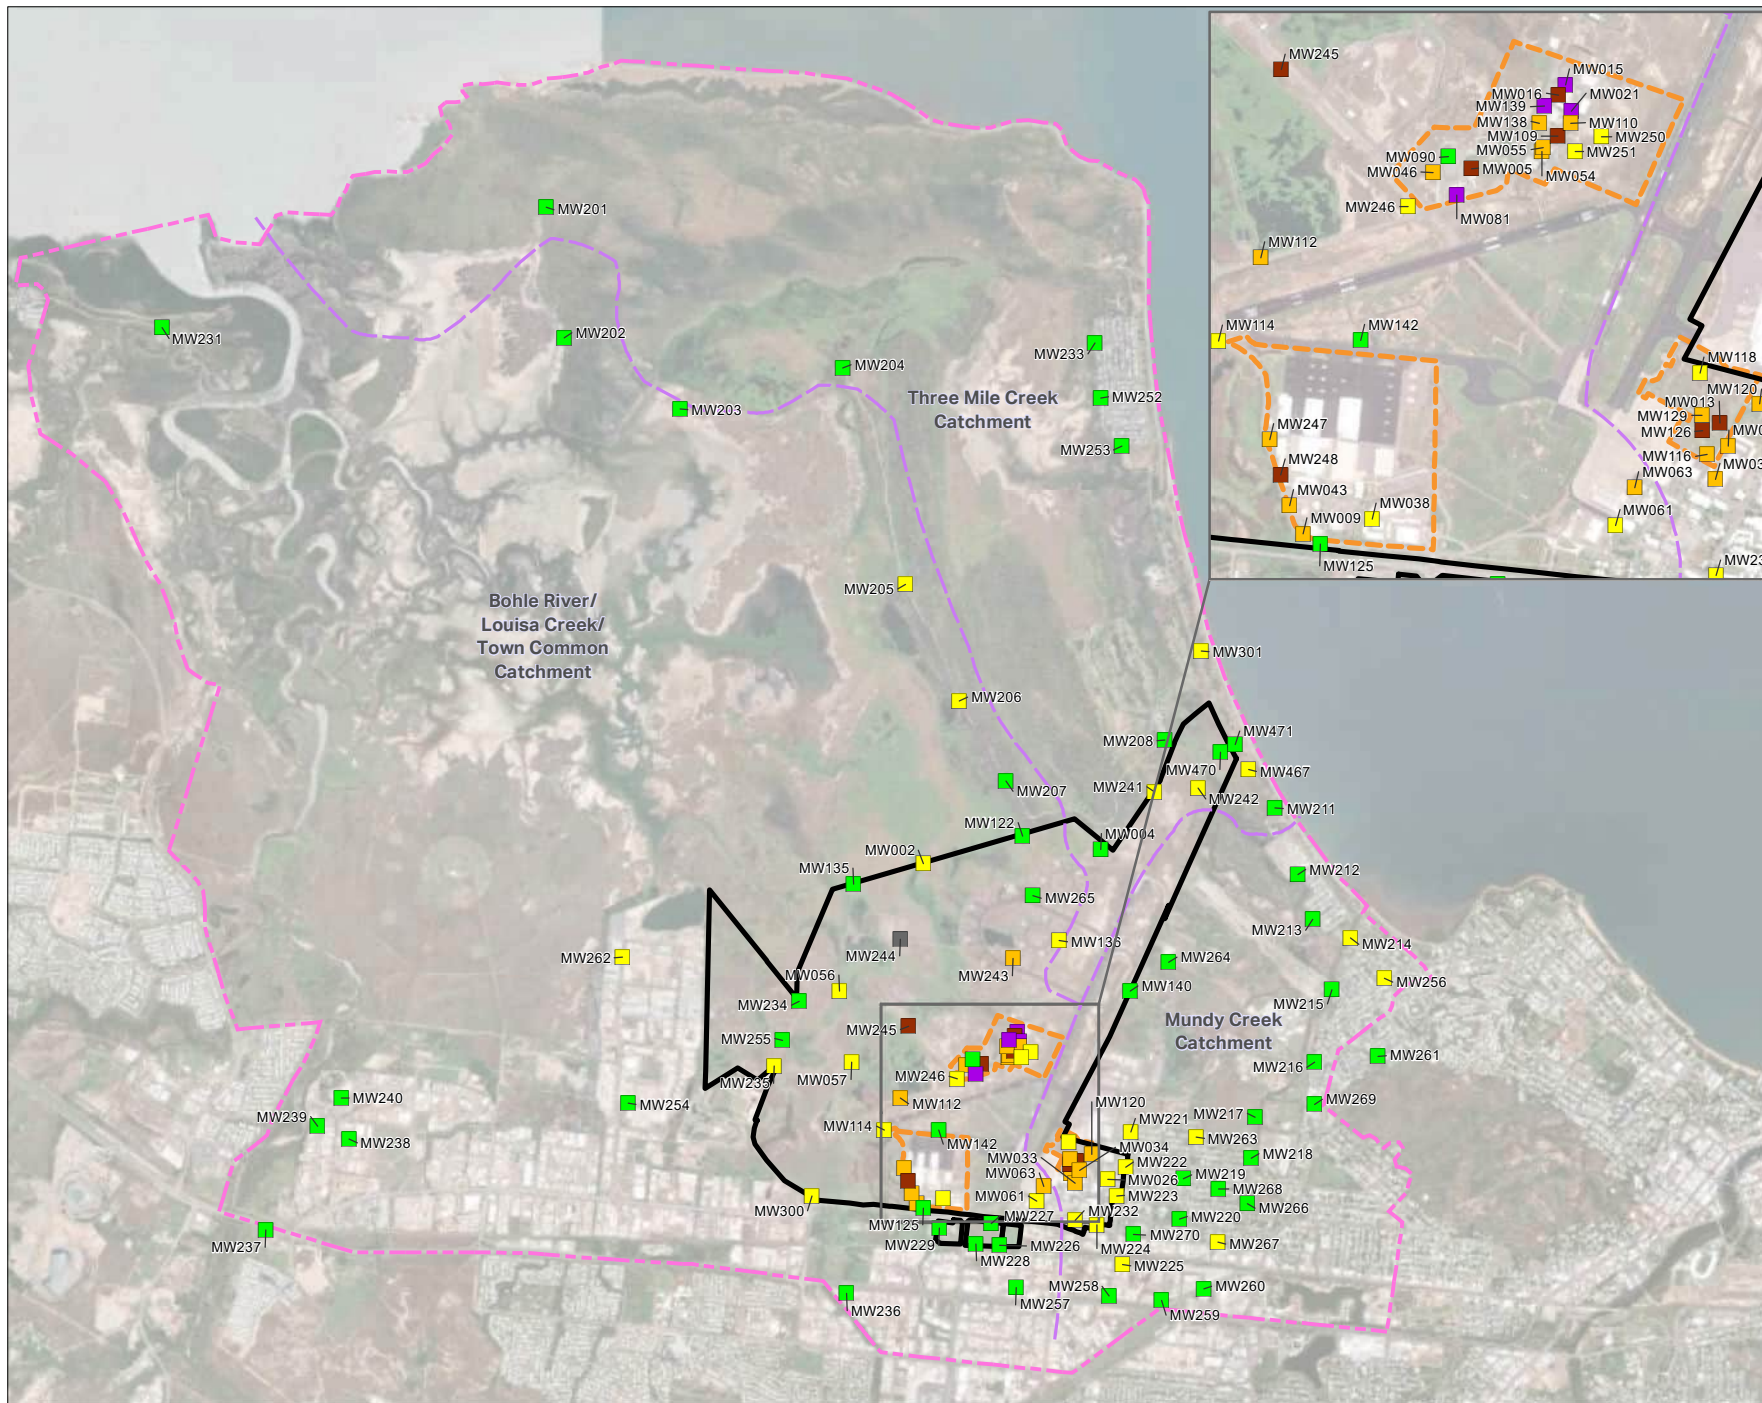 MW245
MW015
MW016
MW021
MW139
MW138
MW110
MW109
MW250
MW055
MW251
MW090
MW005
MW054
MW046
MW246
MW081
MW112
MW114
MW142
MW118
MW120
MW013
MW129
MW126
MW116
MW063
MW247
MW248
MW043
MW038
MW009
MW061
MW125
MW201
MW231
MW202
MW204
MW233
MW203
MW252
Three Mile Creek
Catchment
MW253
MW205
Bohle River/
Louisa Creek/
Town Common
Catchment
MW301
MW206
MW208
MW471
MW470
MW467
MW207
MW241
MW242
MW211
MW122
MW004
MW002
MW135
MW212
MW265
MW213
MW214
MW244
MW136
MW262
MW243
MW264
MW056
MW256
MW234
MW140
MW215
Mundy Creek
Catchment
MW245
MW255
MW261
MW216
MW235
MW057
MW246
MW240
MW254
MW112
MW120
MW269
MW239
MW217
MW238
MW114
MW221
MW263
MW142
MW034
MW033
MW218
MW222
MW063
MW219
MW026
MW268
MW061
MW223
MW266
MW300
MW232
MW125
MW227
MW220
MW237
MW229
MW226
MW224
MW270
MW267
MW228
MW225
MW258
MW260
MW257
MW236
MW259